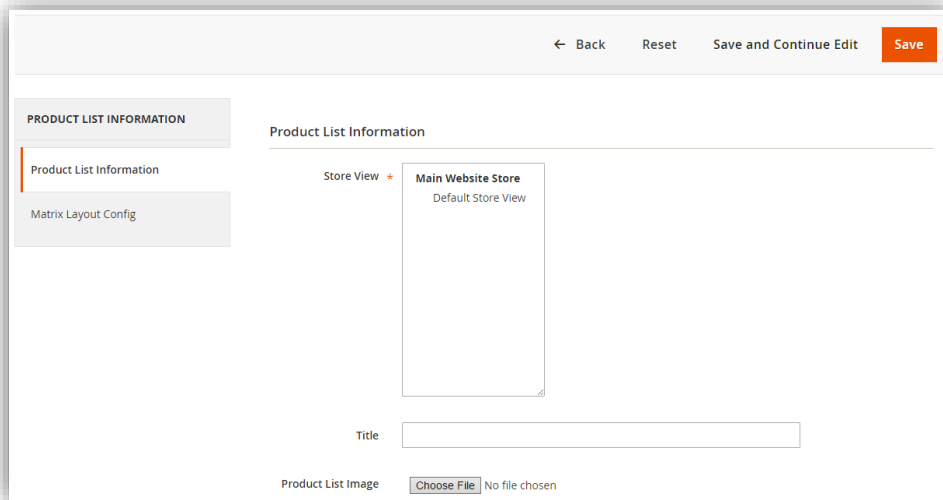 ← Back Reset Save and Continue Edit Save
PRODUCT LIST INFORMATION
Product List Information
Matrix Layout Config
Product List Information
Store View *
Main Website Store
Default Store View
Title
Product List Image Choose File No file chosen